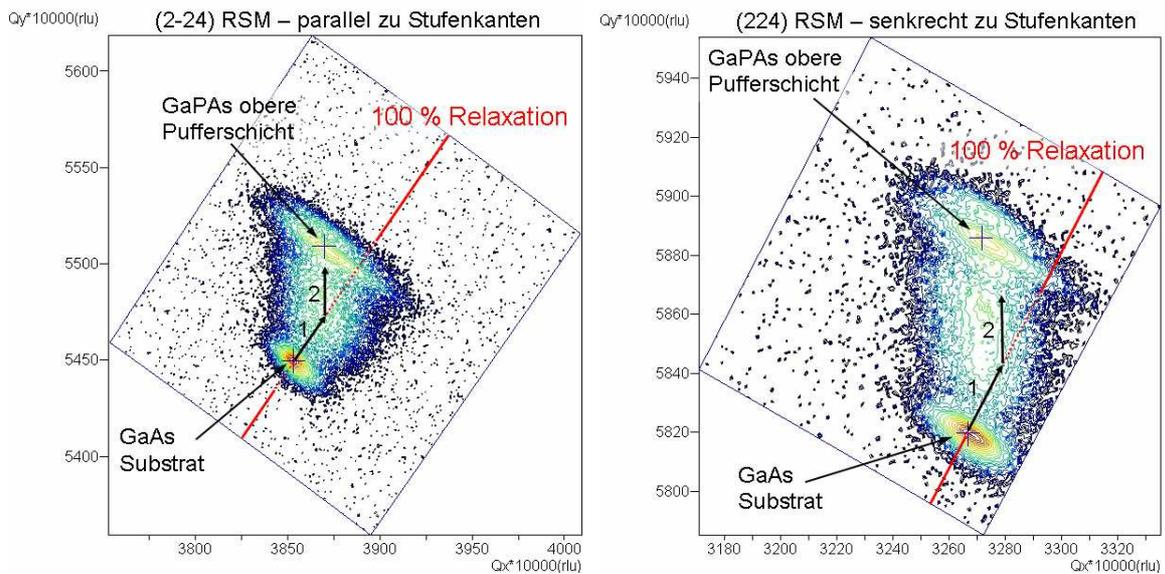 Qy*10000(rlu)
(2-24) RSM – parallel zu Stufenkanten
5600
5550
5500
5450
5400
GaPAs obere
Pufferschicht
100 % Relaxation
2
1
GaAs
Substrat
3800
3850
3900
3950
4000
Qx*10000(rlu)
Qy*10000(rlu)
(224) RSM – senkrecht zu Stufenkanten
5940
5920
5900
5880
5860
5840
5820
5800
GaPAs obere
Pufferschicht
100 % Relaxation
2
1
GaAs
Substrat
3180
3200
3220
3240
3260
3280
3300
3320
Qx*10000(rlu)